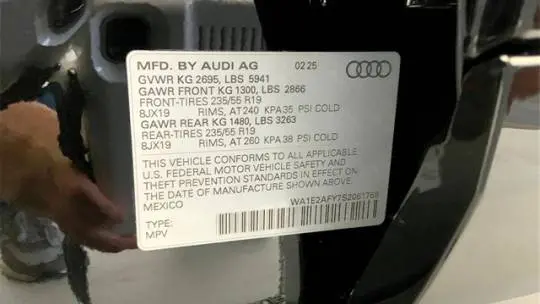 MFD. BY AUDI AG 02 25
GVWR KG 2695, LBS 5941
GAWR FRONT KG 1300, LBS 2866
FRONT-TIRES 235/55 R19
8JX19 RIMS, AT 240 KPA 35 PSI COLD
GAWR REAR KG 1480, LBS 3263
REAR-TIRES 235/55 R19
8JX19 RIMS, AT 260 KPA 38 PSI COLD
THIS VEHICLE CONFORMS TO ALL APPLICABLE
U.S. FEDERAL MOTOR VEHICLE SAFETY AND
THEFT PREVENTION STANDARDS IN EFFECT ON
THE DATE OF MANUFACTURE SHOWN ABOVE.
MEXICO
TYPE:
MPV